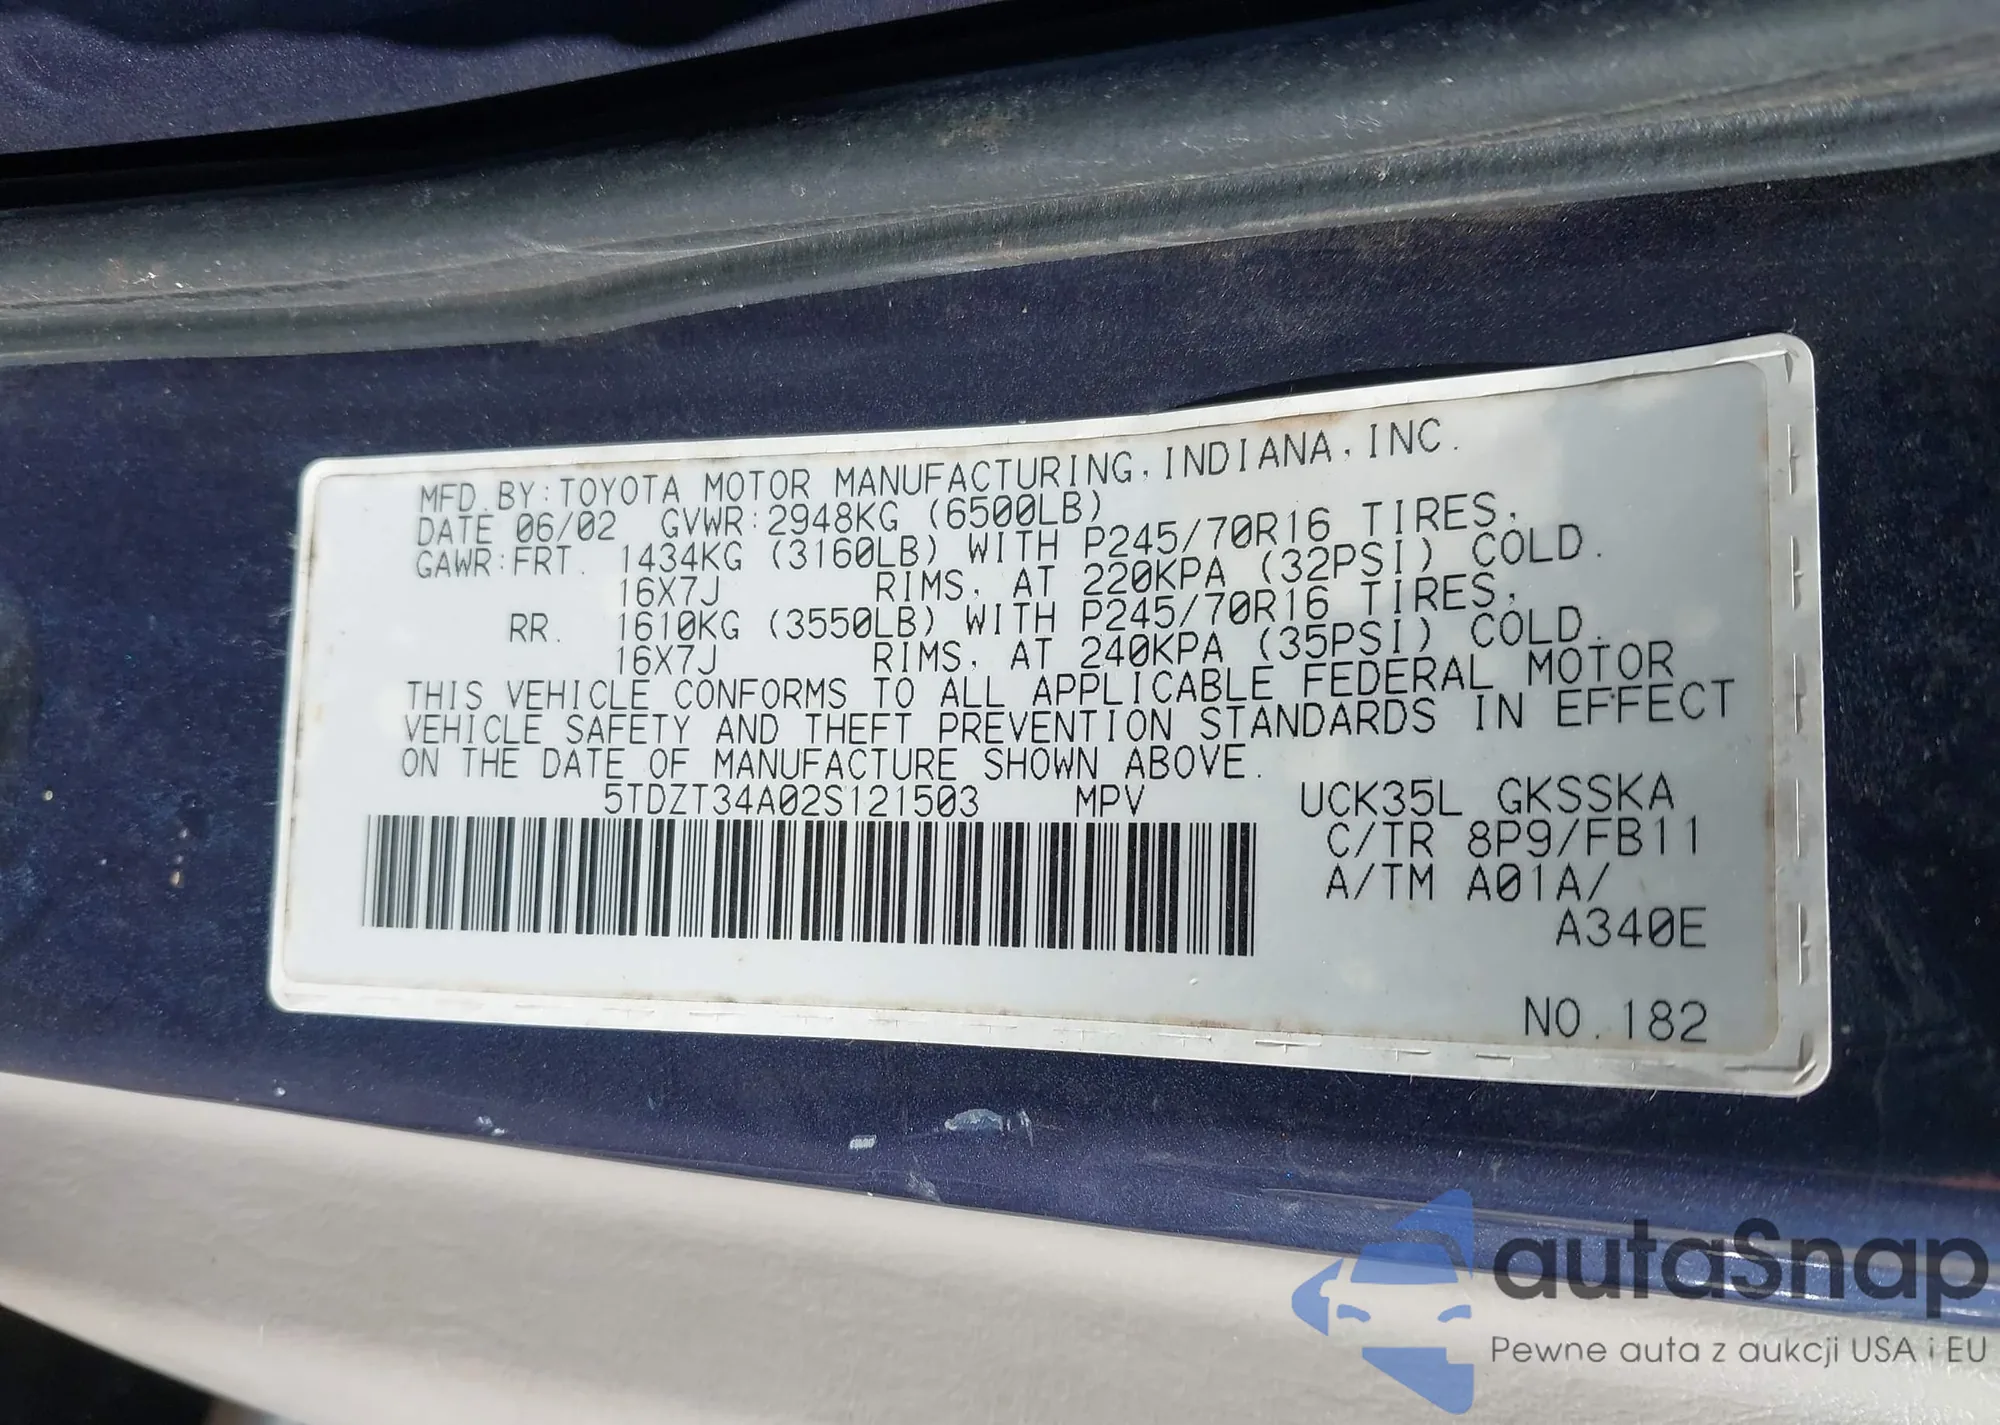 MFD.BY:TOYOTA MOTOR MANUFACTURING,INDIANA,INC.
DATE 06/02 GVWR:2948KG (6500LB)
GAWR:FRT. 1434KG (3160LB) WITH P245/70R16 TIRES,
16X7J RIMS, AT 220KPA (32PSI) COLD.
RR. 1610KG (3550LB) WITH P245/70R16 TIRES,
16X7J RIMS, AT 240KPA (35PSI) COLD.
THIS VEHICLE CONFORMS TO ALL APPLICABLE FEDERAL MOTOR
VEHICLE SAFETY AND THEFT PREVENTION STANDARDS IN EFFECT
ON THE DATE OF MANUFACTURE SHOWN ABOVE.
5TDZT34A02S121503 MPV UCK35L GKSSKA
C/TR 8P9/FB11
A/TM A01A/
A340E
NO.182
autaSnap
Pewne auta z aukcji USA i EU